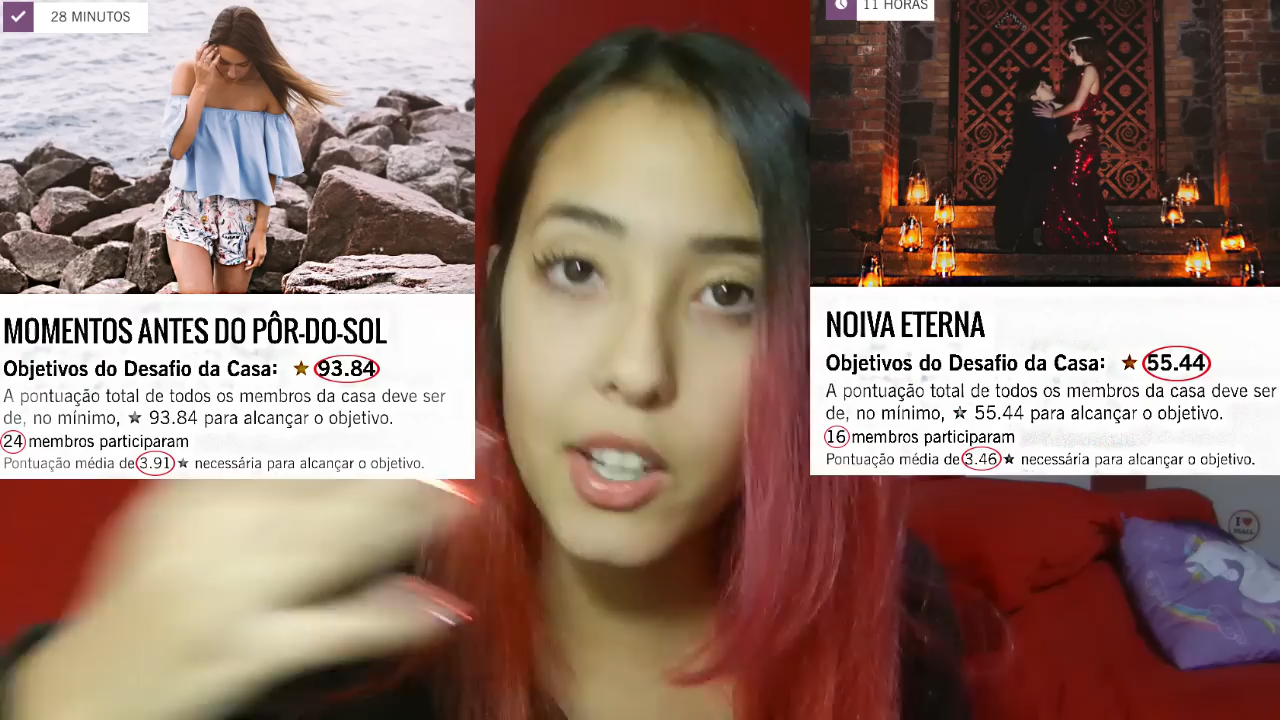 28 MINUTOS
MOMENTOS ANTES DO PÔR-DO-SOL
Objetivos do Desafio da Casa: ★ 93.84
A pontuação total de todos os membros da casa deve ser
de, no mínimo, ★ 93.84 para alcançar o objetivo.
24 membros participaram
Pontuação média de 3.91 ★ necessária para alcançar o objetivo.
11 HORAS
NOIVA ETERNA
Objetivos do Desafio da Casa: ★ 55.44
A pontuação total de todos os membros da casa deve ser
de, no mínimo, ★ 55.44 para alcançar o objetivo.
16 membros participaram
Pontuação média de 3.46 ★ necessária para alcançar o objetivo.
I ♥